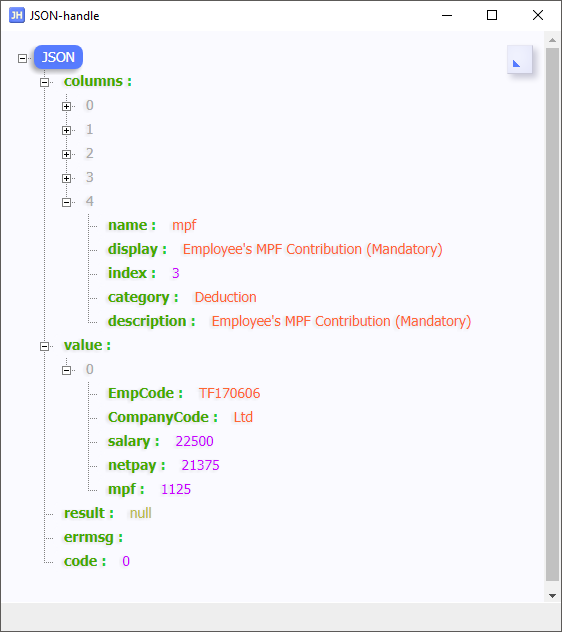 JH JSON-handle
JSON
columns :
0
1
2
3
4
name : mpf
display : Employee's MPF Contribution (Mandatory)
index : 3
category : Deduction
description : Employee's MPF Contribution (Mandatory)
value :
0
EmpCode : TF170606
CompanyCode : Ltd
salary : 22500
netpay : 21375
mpf : 1125
result : null
errmsg :
code : 0